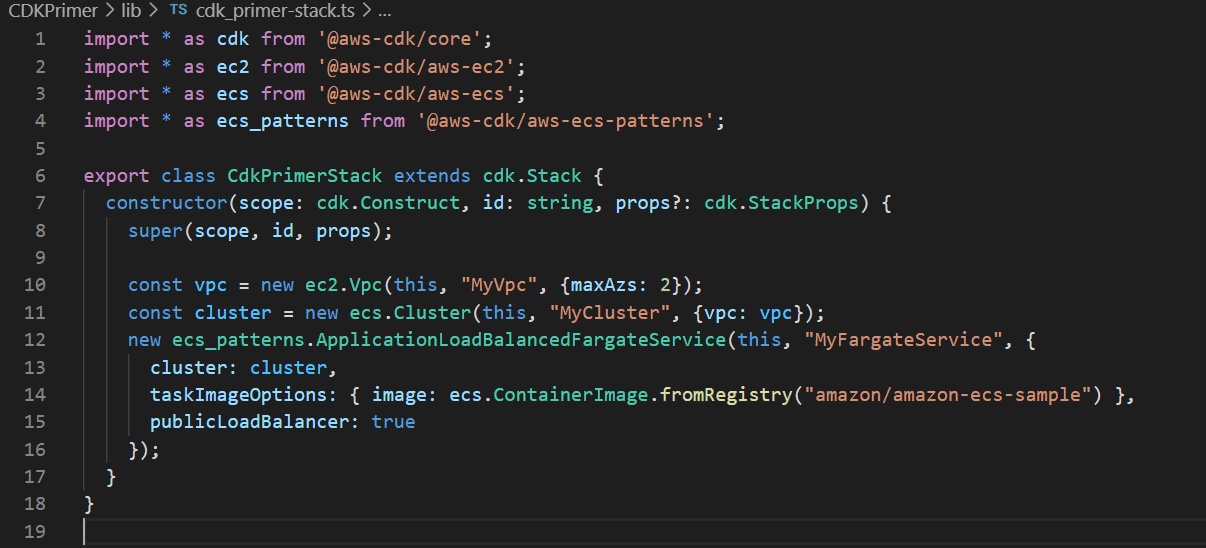 CDKPrimer > lib > TS cdk_primer-stack.ts > ...
1 import * as cdk from '@aws-cdk/core';
2 import * as ec2 from '@aws-cdk/aws-ec2';
3 import * as ecs from '@aws-cdk/aws-ecs';
4 import * as ecs_patterns from '@aws-cdk/aws-ecs-patterns';
5
6 export class CdkPrimerStack extends cdk.Stack {
7   constructor(scope: cdk.Construct, id: string, props?: cdk.StackProps) {
8     super(scope, id, props);
9
10     const vpc = new ec2.Vpc(this, "MyVpc", {maxAzs: 2});
11     const cluster = new ecs.Cluster(this, "MyCluster", {vpc: vpc});
12     new ecs_patterns.ApplicationLoadBalancedFargateService(this, "MyFargateService", {
13       cluster: cluster,
14       taskImageOptions: { image: ecs.ContainerImage.fromRegistry("amazon/amazon-ecs-sample") },
15       publicLoadBalancer: true
16     });
17   }
18 }
19